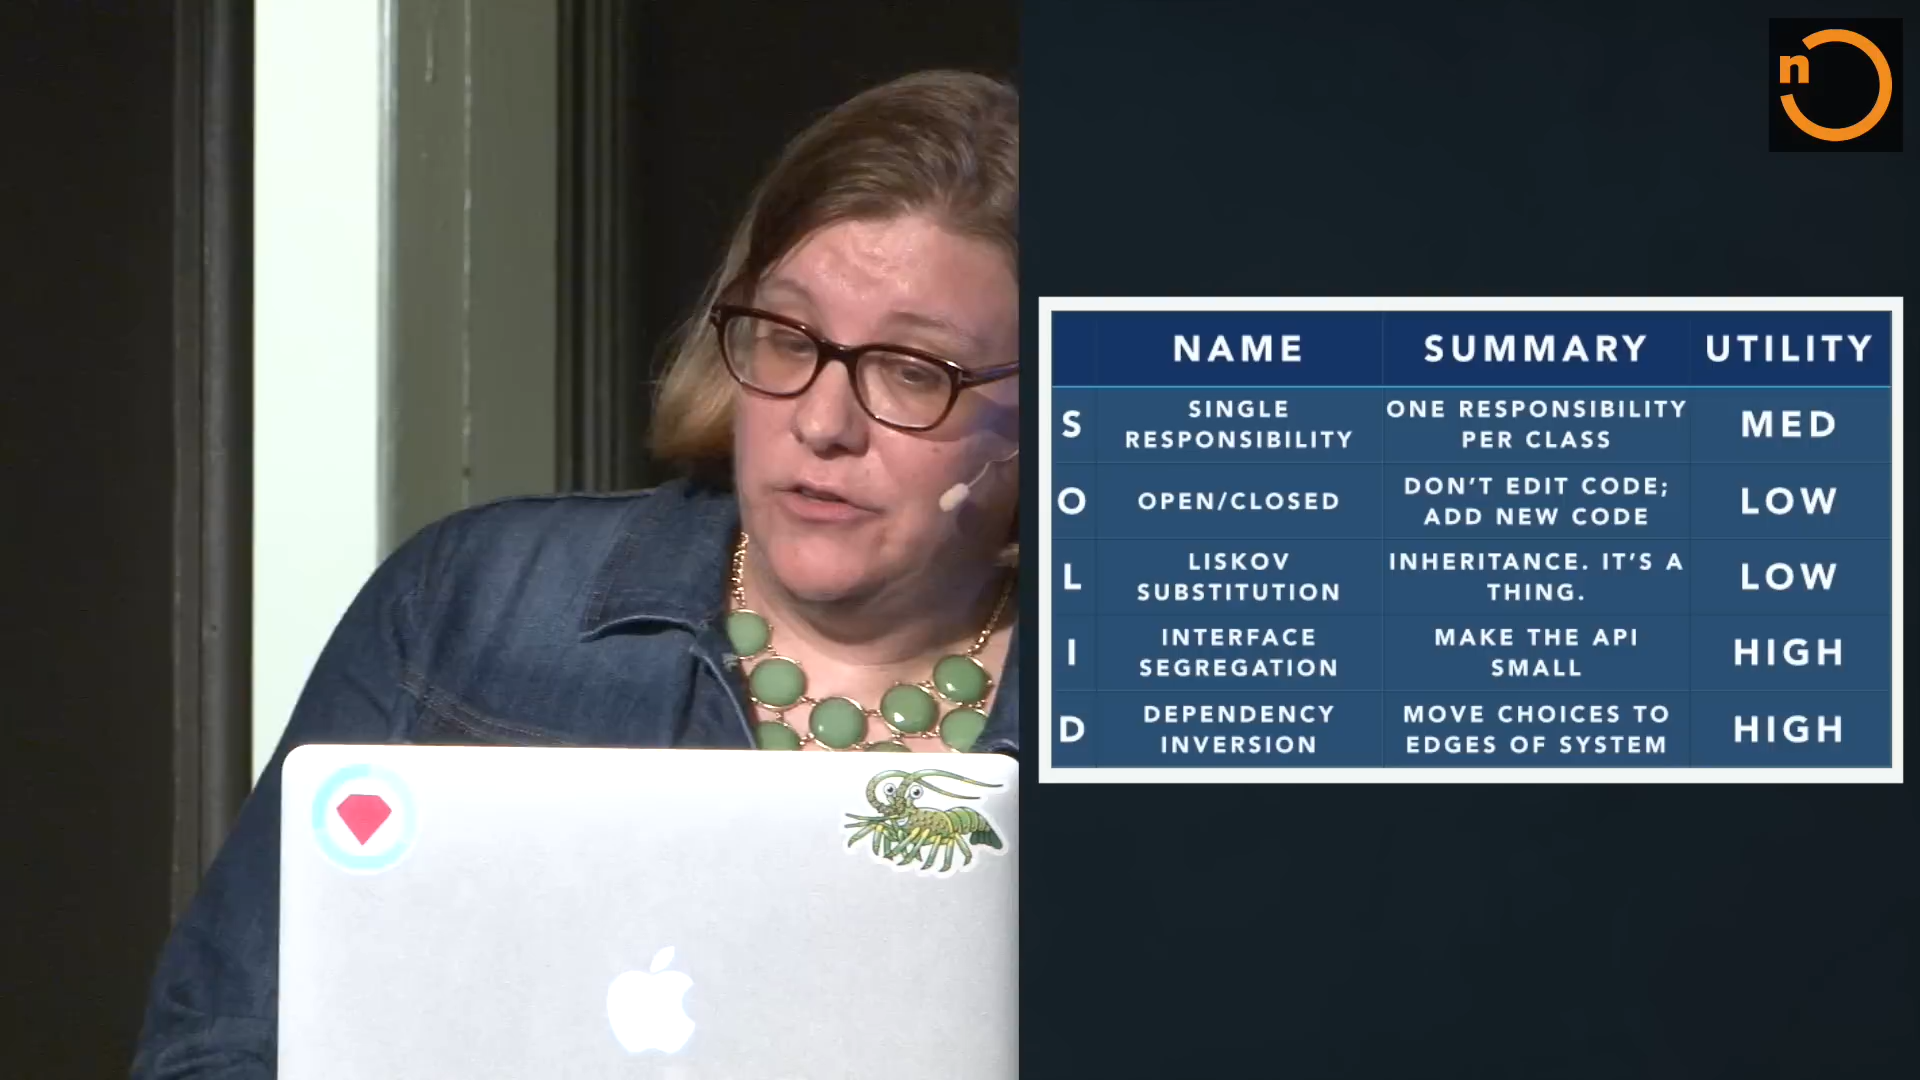 n
NAME SUMMARY UTILITY
S SINGLE RESPONSIBILITY ONE RESPONSIBILITY PER CLASS MED
O OPEN/CLOSED DON'T EDIT CODE; ADD NEW CODE LOW
L LISKOV SUBSTITUTION INHERITANCE. IT'S A THING. LOW
I INTERFACE SEGREGATION MAKE THE API SMALL HIGH
D DEPENDENCY INVERSION MOVE CHOICES TO EDGES OF SYSTEM HIGH